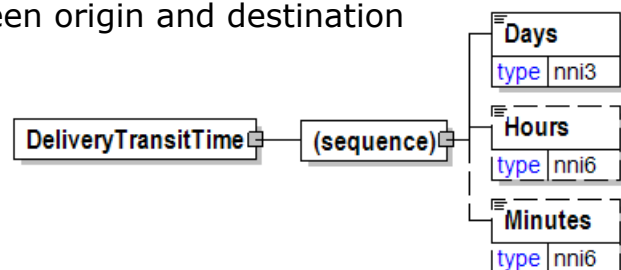 een origin and destination
Days
type nni3
DeliveryTransitTime
(sequence)
Hours
type nni6
Minutes
type nni6